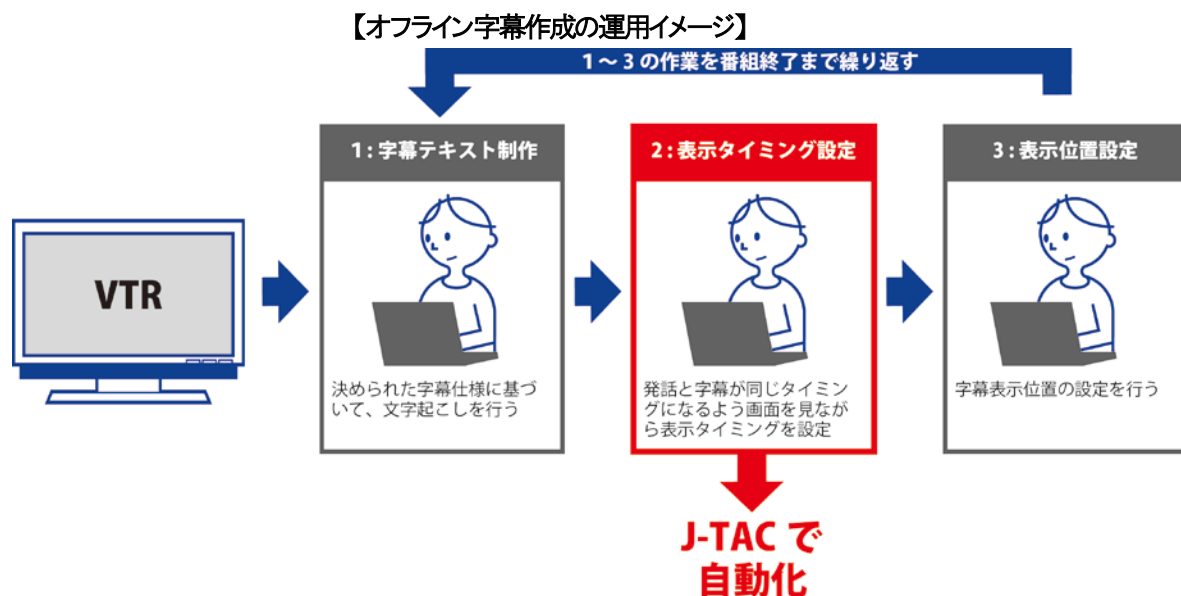 【オフライン字幕作成の運用イメージ】
1～3の作業を番組終了まで繰り返す
VTR
1:字幕テキスト制作
決められた字幕仕様に基づ
いて、文字起こしを行う
2:表示タイミング設定
発話と字幕が同じタイミン
グになるよう画面を見なが
ら表示タイミングを設定
3:表示位置設定
字幕表示位置の設定を行う
J-TACで
自動化